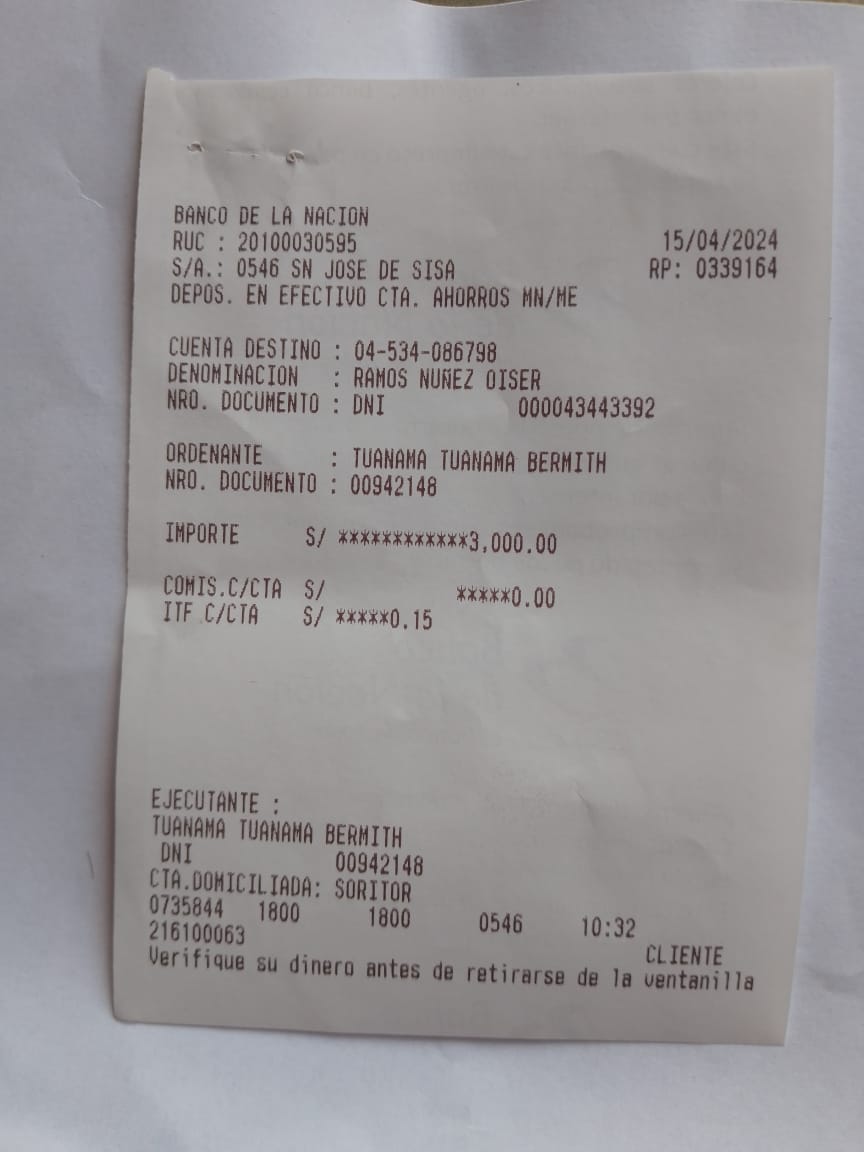 BANCO DE LA NACION
RUC : 20100030595 15/04/2024
S/A.: 0546 SN JOSE DE SISA RP: 0339164
DEPOS. EN EFECTIVO CTA. AHORROS MN/ME
CUENTA DESTINO : 04-534-086798
DENOMINACION : RAMOS NUÑEZ OISER
NRO. DOCUMENTO : DNI 000043443392
ORDENANTE : TUANAMA TUANAMA BERMITH
NRO. DOCUMENTO : 00942148
IMPORTE S/ ************3,000.00
COMIS.C/CTA S/ *****0.00
ITF C/CTA S/ *****0.15
EJECUTANTE :
TUANAMA TUANAMA BERMITH
DNI 00942148
CTA.DOMICILIADA: SORITOR
0735844 1800 1800 0546 10:32
216100063 CLIENTE
Verifique su dinero antes de retirarse de la ventanilla